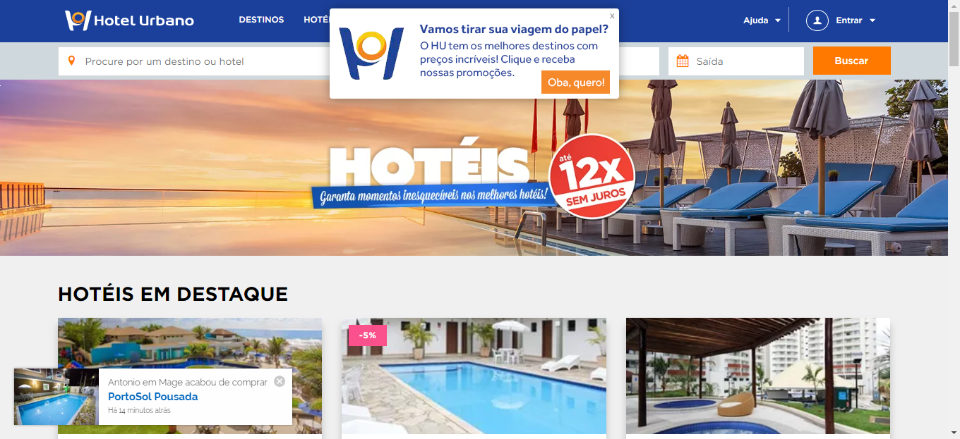 Hotel Urbano
DESTINOS
Ajuda
Entrar
x
Vamos tirar sua viagem do papel?
O HU tem os melhores destinos com
preços incríveis! Clique e receba
nossas promoções.
Oba, quero!
Procure por um destino ou hotel
Saída
Buscar
HOTÉIS
Garanta momentos inesquecíveis nos melhores hotéis!
até
12x
SEM JUROS
HOTÉIS EM DESTAQUE
-5%
Antonio em Mage acabou de comprar
PortoSol Pousada
Há 14 minutos atrás